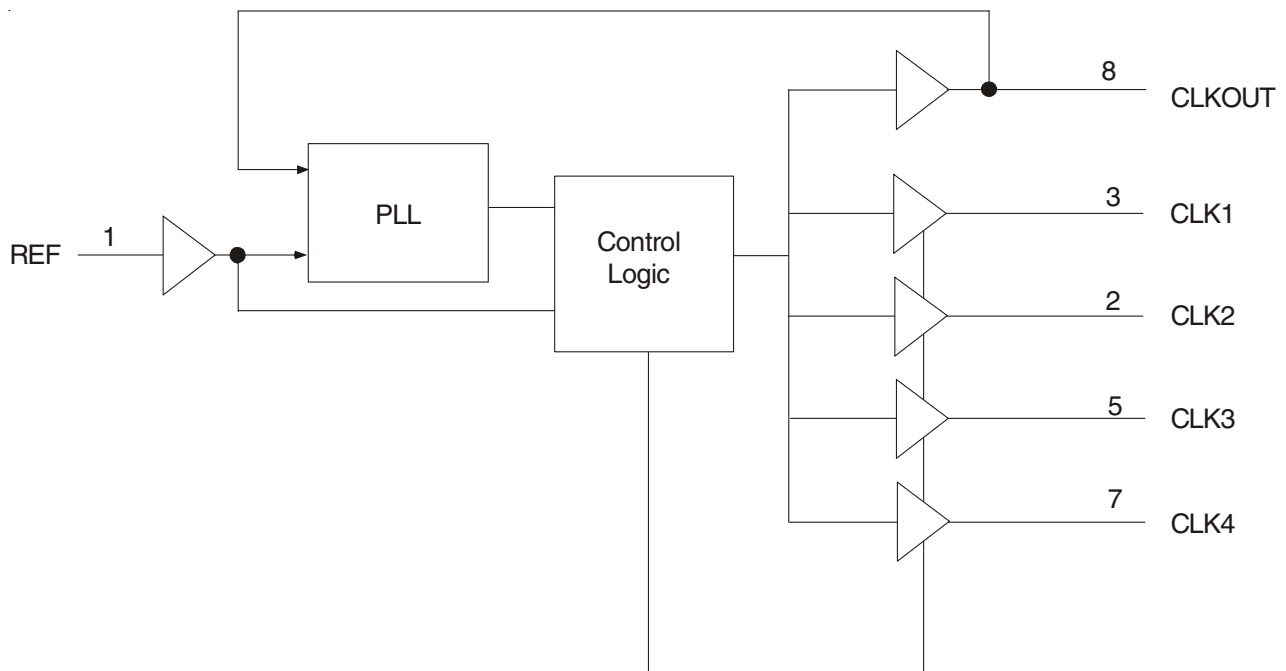 8
CLKOUT
PLL
3
CLK1
1
REF
Control
Logic
2
CLK2
5
CLK3
7
CLK4